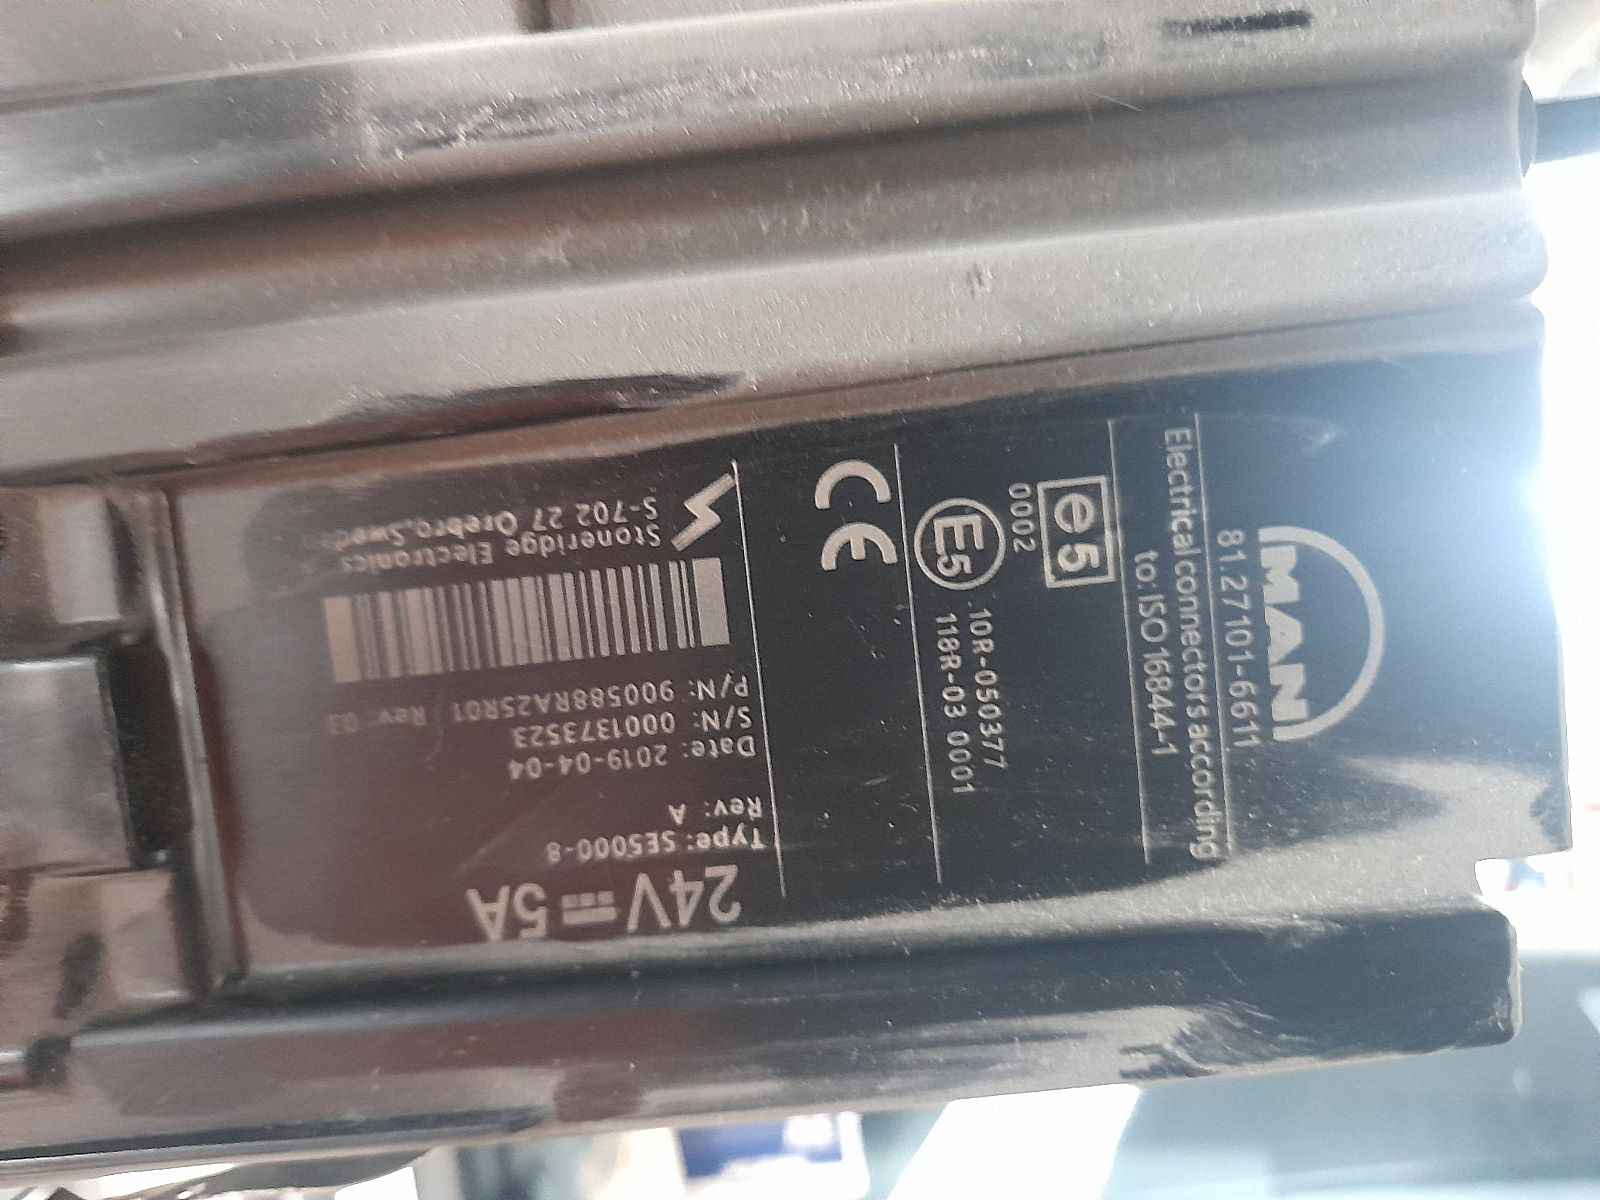 MAN
81.27101-6611
Electrical connectors according
to: ISO 16844-1
e5
0002
E5
10R-050377
118R-03 0001
CE
Stoneridge Electronics
S-702 27 Örebro, Sweden
P/N: 900588RA25R01 Rev: 03
S/N: 0001373523
Date: 2019-04-04
Rev: A
Type: SE5000-8
24V 5A